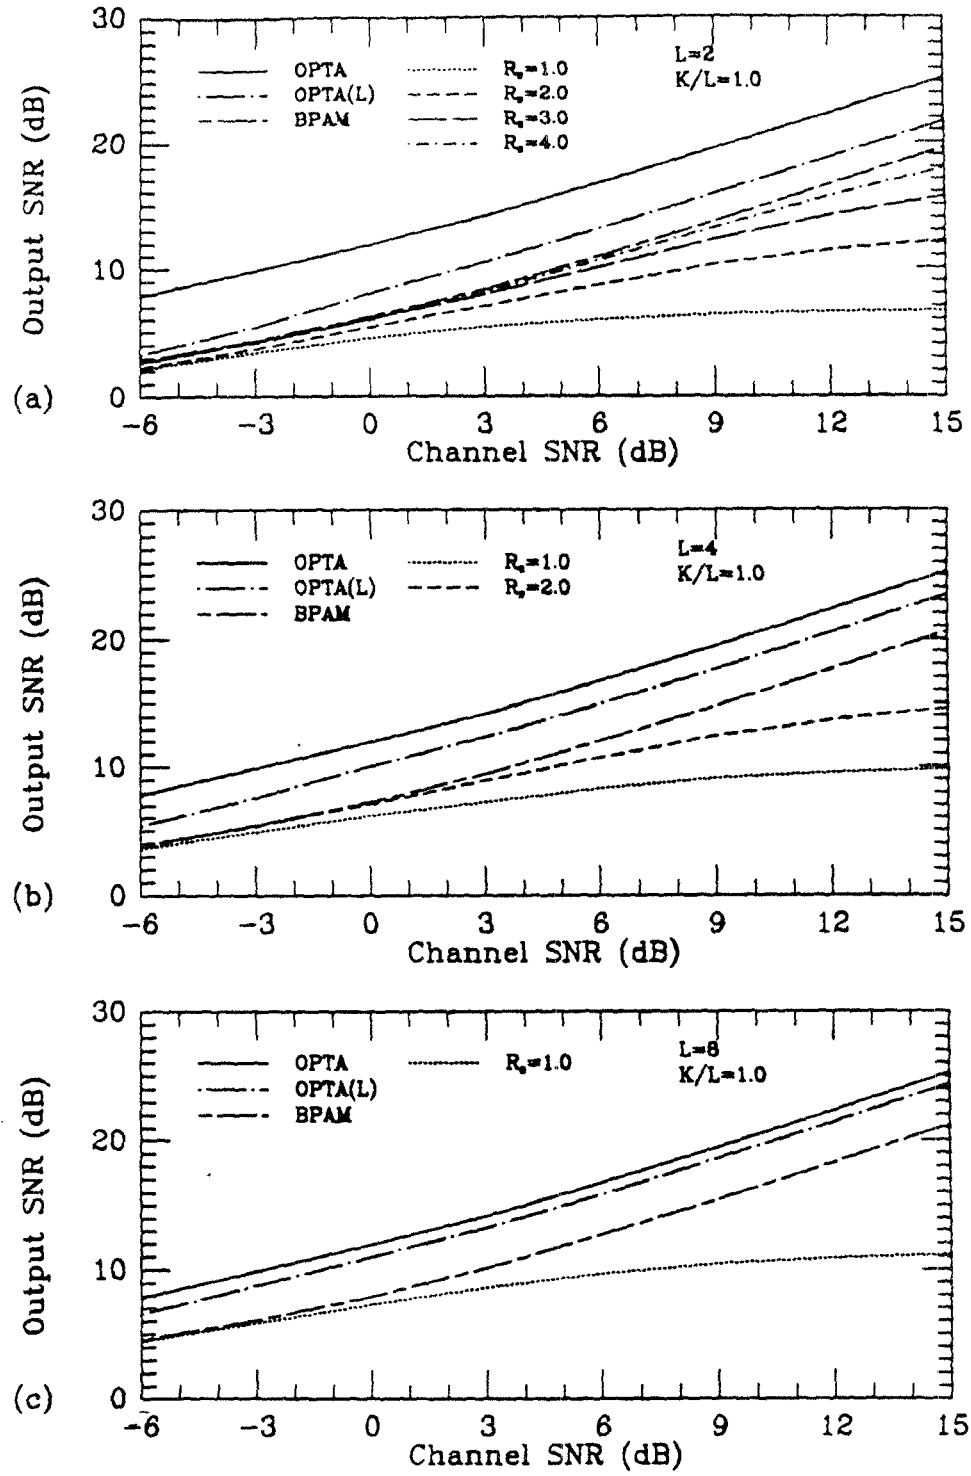 30
OPTA
R_s=1.0
L=2
OPTA(L)
R_s=2.0
K/L=1.0
BPAM
R_s=3.0
R_s=4.0
20
10
0
Output SNR (dB)
(a)
-6 -3 0 3 6 9 12 15
Channel SNR (dB)
30
OPTA
R_s=1.0
L=4
OPTA(L)
R_s=2.0
K/L=1.0
BPAM
20
10
0
Output SNR (dB)
(b)
-6 -3 0 3 6 9 12 15
Channel SNR (dB)
30
OPTA
R_s=1.0
L=8
OPTA(L)
K/L=1.0
BPAM
20
10
0
Output SNR (dB)
(c)
-6 -3 0 3 6 9 12 15
Channel SNR (dB)